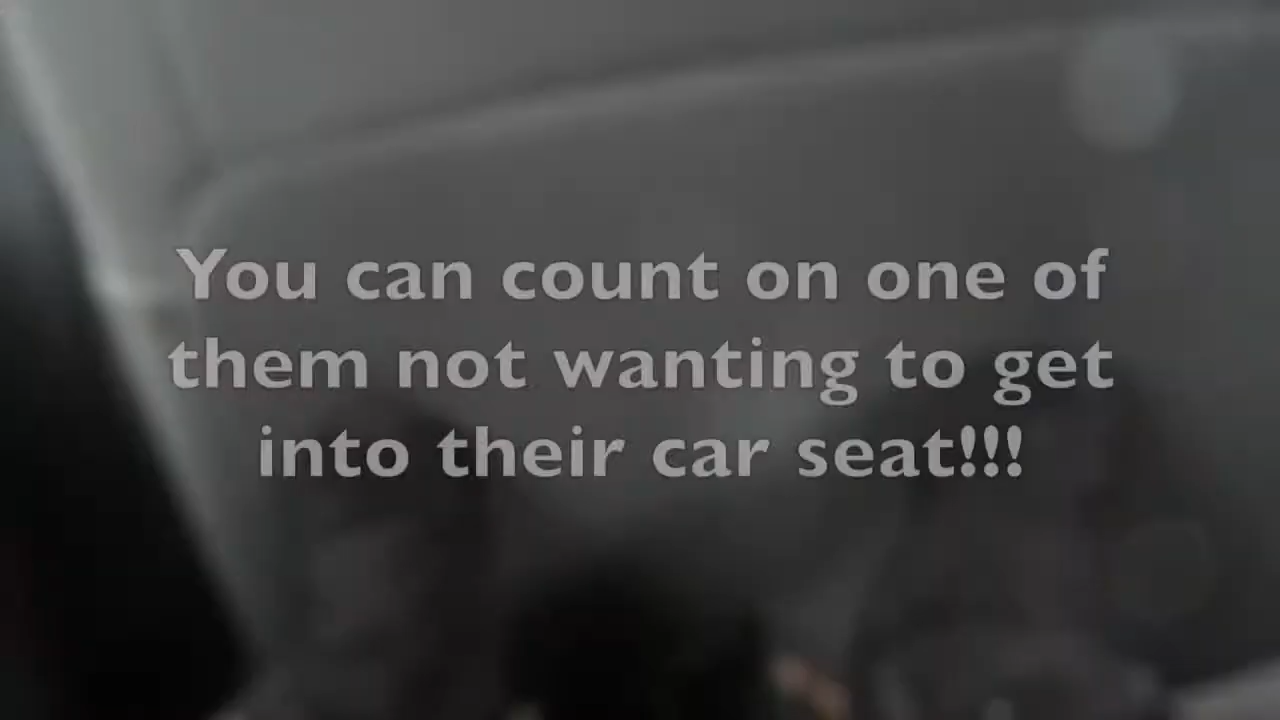 You can count on one of
them not wanting to get
into their car seat!!!